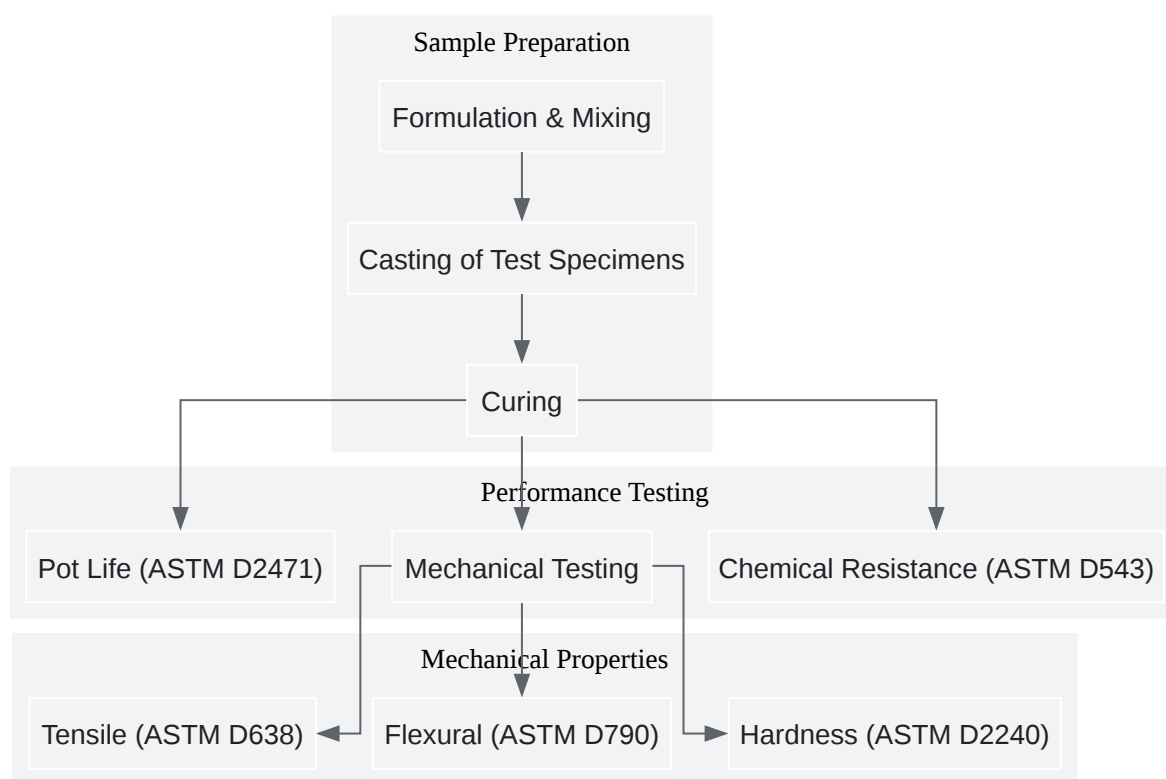 Sample Preparation
Formulation & Mixing
Casting of Test Specimens
Curing
Performance Testing
Pot Life (ASTM D2471)
Mechanical Testing
Chemical Resistance (ASTM D543)
Mechanical Properties
Tensile (ASTM D638)
Flexural (ASTM D790)
Hardness (ASTM D2240)